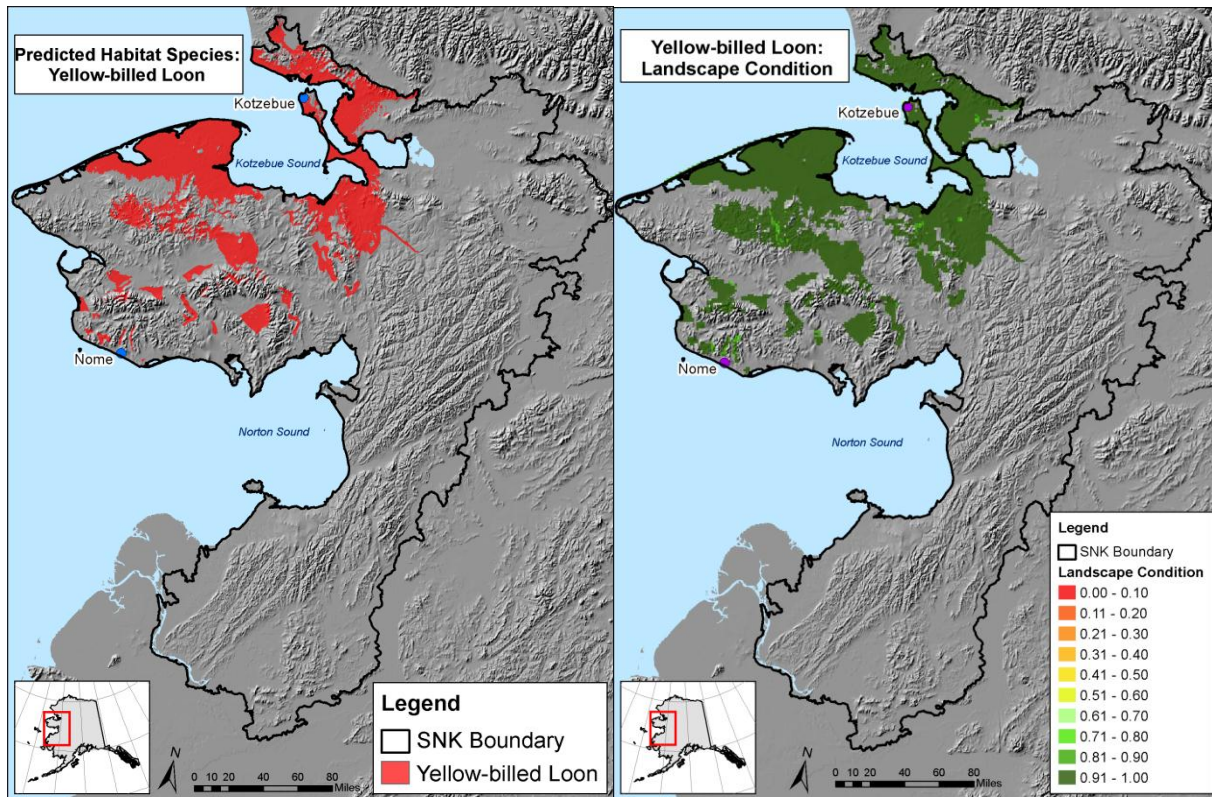 Predicted Habitat Species:
Yellow-billed Loon
Kotzebue
Kotzebue Sound
Nome
Norton Sound
Legend
SNK Boundary
Yellow-billed Loon
N
0 10 20 40 60 80
Miles
Yellow-billed Loon:
Landscape Condition
Kotzebue
Kotzebue Sound
Nome
Norton Sound
Legend
SNK Boundary
Landscape Condition
0.00 - 0.10
0.11 - 0.20
0.21 - 0.30
0.31 - 0.40
0.41 - 0.50
0.51 - 0.60
0.61 - 0.70
0.71 - 0.80
0.81 - 0.90
0.91 - 1.00
N
0 10 20 40 60 80
Miles